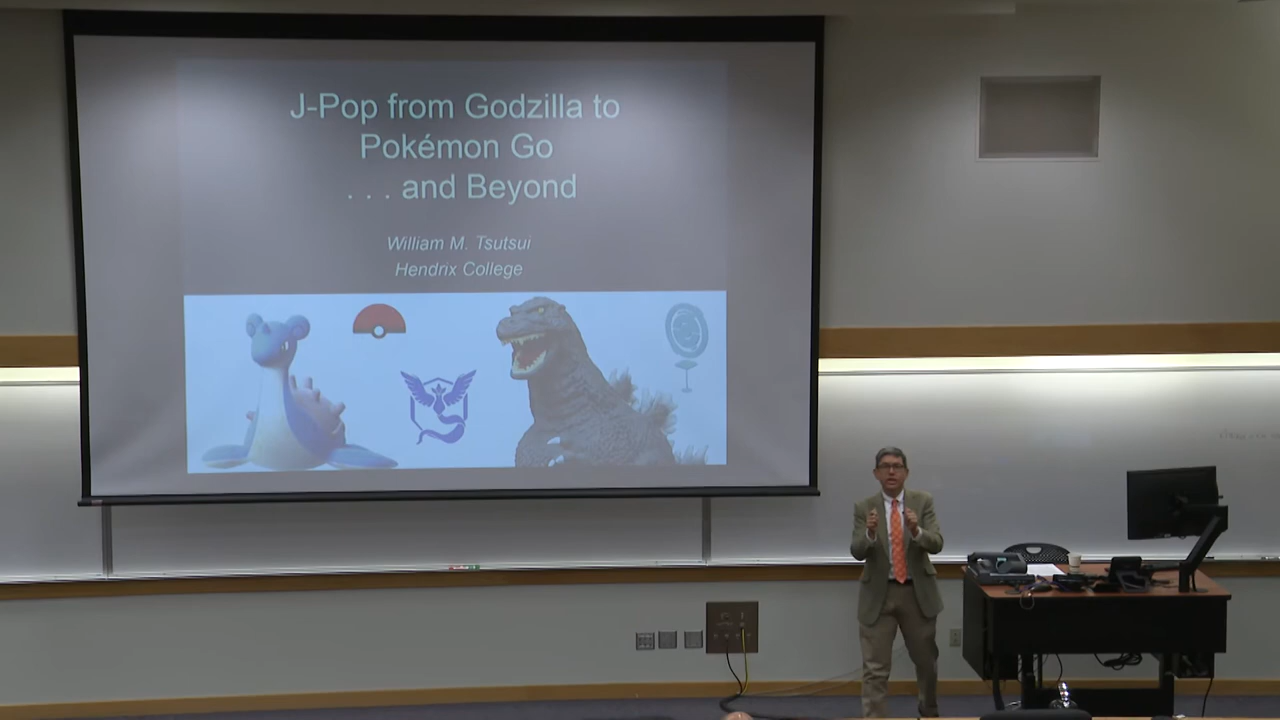 J-Pop from Godzilla to
Pokémon Go
. . . and Beyond
William M. Tsutsui
Hendrix College